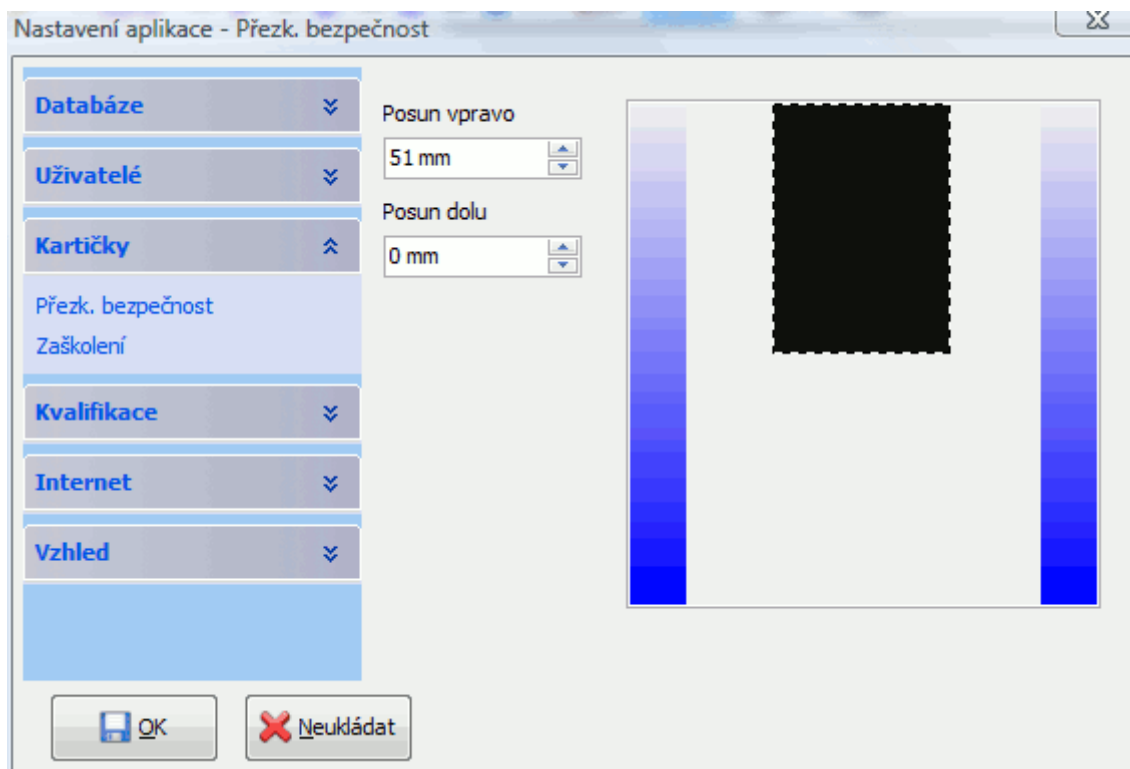 Nastavení aplikace - Přezk. bezpečnost
Databáze
Uživatelé
Kartičky
Přezk. bezpečnost
Zaškolení
Kvalifikace
Internet
Vzhled
Posun vpravo
51 mm
Posun dolu
0 mm
OK
Neukládat